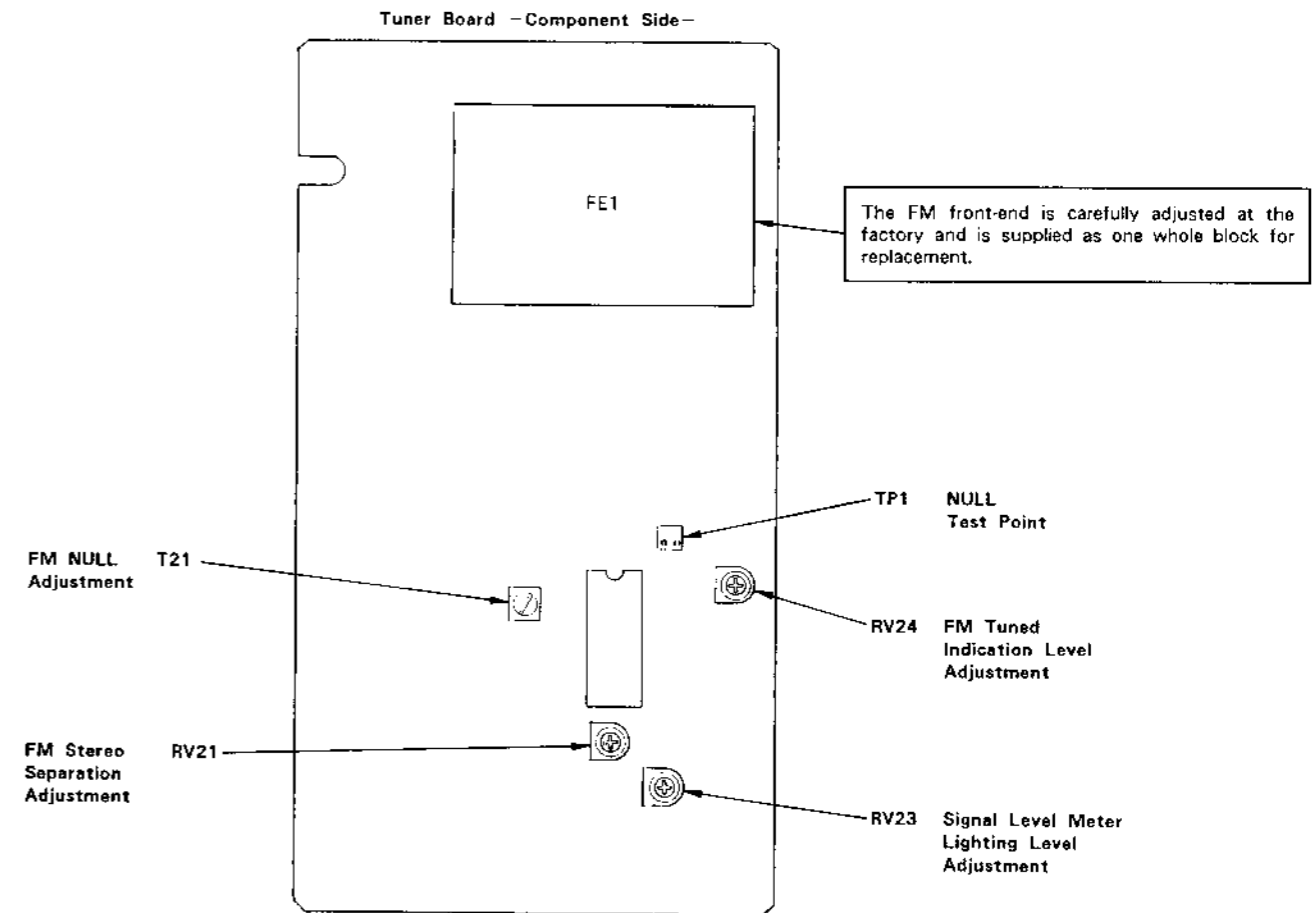 Tuner Board —Component Side—
FE1
The FM front-end is carefully adjusted at the
factory and is supplied as one whole block for
replacement.
TP1 NULL
Test Point
FM NULL T21
Adjustment
RV24 FM Tuned
Indication Level
Adjustment
FM Stereo RV21
Separation
Adjustment
RV23 Signal Level Meter
Lighting Level
Adjustment